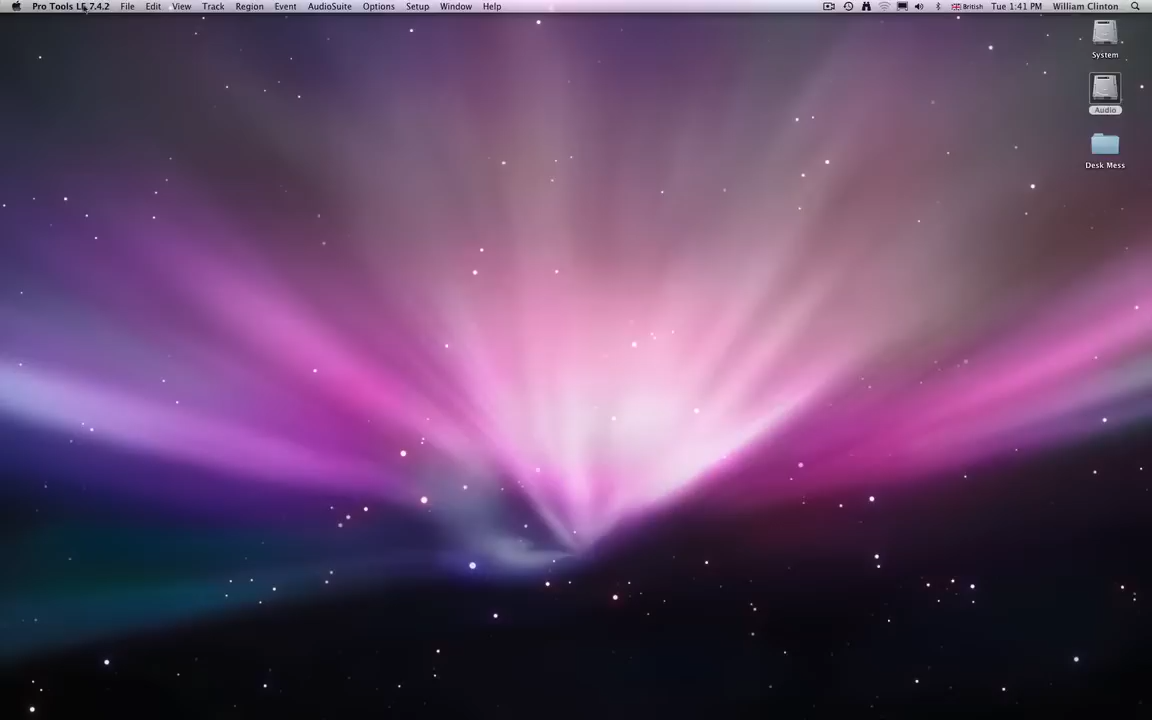 Pro Tools LE 7.4.2 File Edit View Track Region Event AudioSuite Options Setup Window Help British Tue 1:41 PM William Clinton
System
Audio
Desk Mess